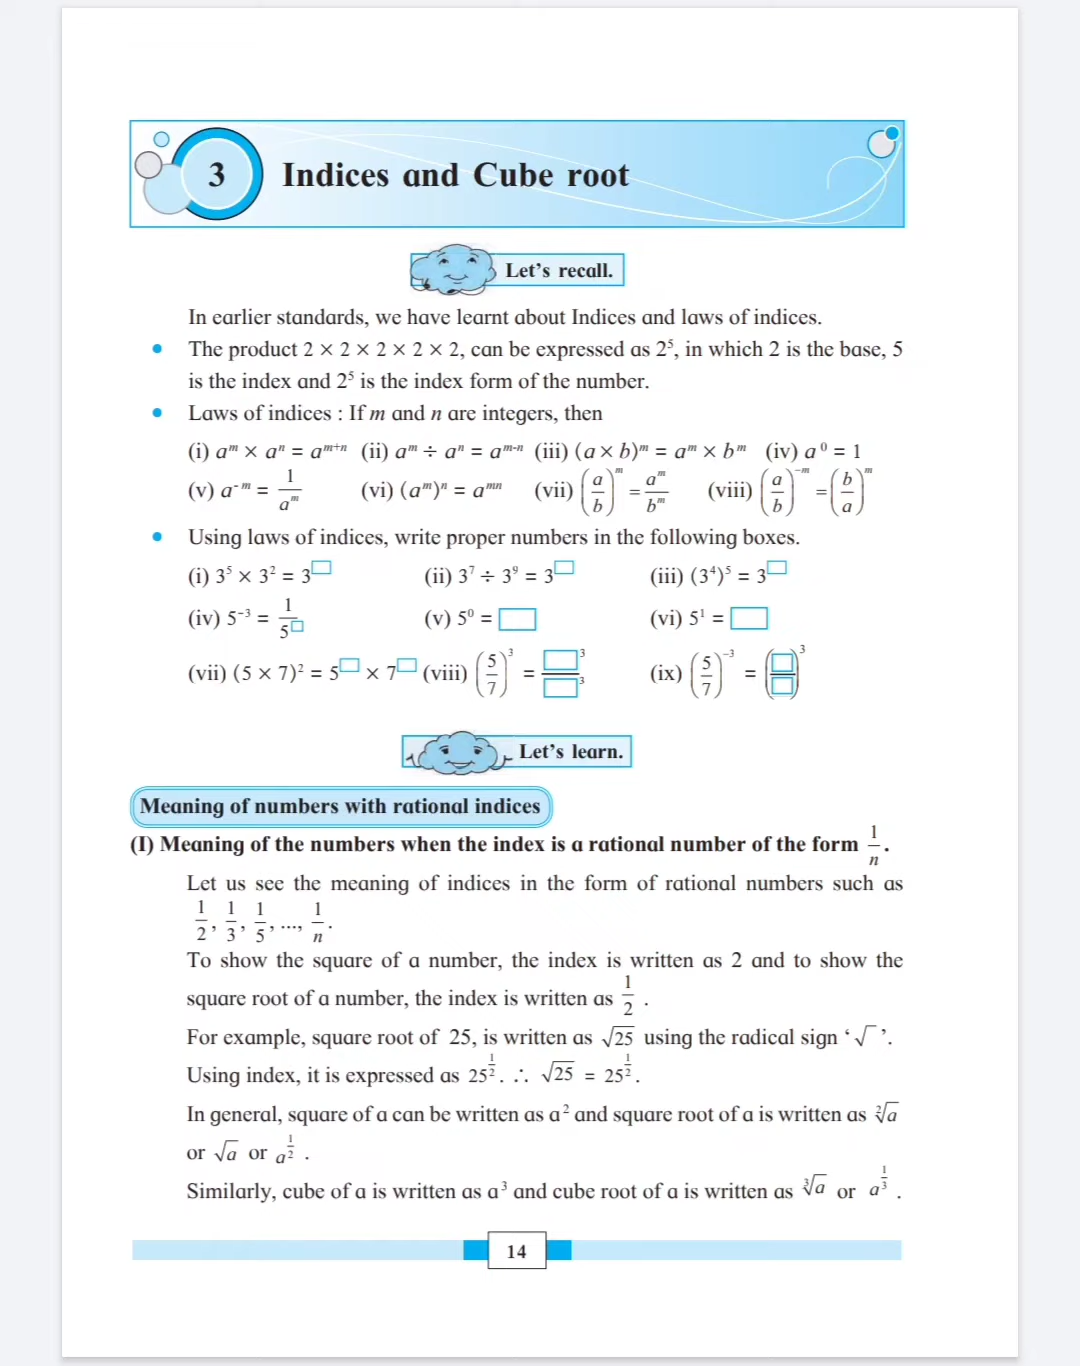 3 Indices and Cube root
Let’s recall.
In earlier standards, we have learnt about Indices and laws of indices.
• The product 2 × 2 × 2 × 2 × 2, can be expressed as 2⁵, in which 2 is the base, 5
is the index and 2⁵ is the index form of the number.
• Laws of indices : If m and n are integers, then
(i) aᵐ × aⁿ = aᵐ⁺ⁿ (ii) aᵐ ÷ aⁿ = aᵐ⁻ⁿ (iii) (a × b)ᵐ = aᵐ × bᵐ (iv) a⁰ = 1
(v) a⁻ᵐ = 1/aᵐ (vi) (aᵐ)ⁿ = aᵐⁿ (vii) (a/b)ᵐ = aᵐ/bᵐ (viii) (a/b)⁻ᵐ = (b/a)ᵐ
• Using laws of indices, write proper numbers in the following boxes.
(i) 3⁵ × 3² = 3^□ (ii) 3⁷ ÷ 3⁹ = 3^□ (iii) (3⁴)⁵ = 3^□
(iv) 5⁻³ = 1/5^□ (v) 5⁰ = □ (vi) 5¹ = □
(vii) (5 × 7)² = 5^□ × 7^□ (viii) (5/7)³ = □³/□³ (ix) (5/7)⁻³ = (□/□)³
Let’s learn.
Meaning of numbers with rational indices
(I) Meaning of the numbers when the index is a rational number of the form 1/n.
Let us see the meaning of indices in the form of rational numbers such as
1/2, 1/3, 1/5, ..., 1/n.
To show the square of a number, the index is written as 2 and to show the
square root of a number, the index is written as 1/2 .
For example, square root of 25, is written as √25 using the radical sign ‘√ ’.
Using index, it is expressed as 25^(1/2). ∴ √25 = 25^(1/2).
In general, square of a can be written as a² and square root of a is written as ²√a
or √a or a^(1/2) .
Similarly, cube of a is written as a³ and cube root of a is written as ³√a or a^(1/3) .
14